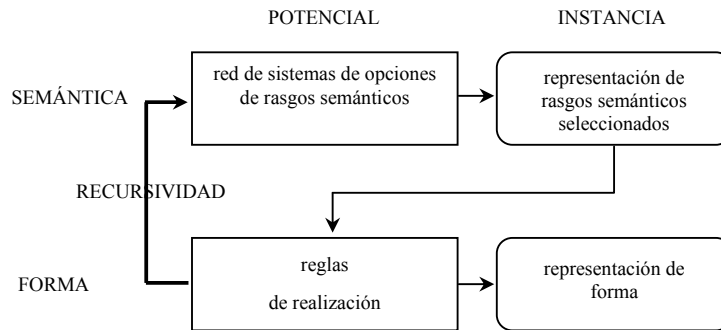 POTENCIAL
INSTANCIA
SEMÁNTICA
red de sistemas de opciones
de rasgos semánticos
representación de
rasgos semánticos
seleccionados
RECURSIVIDAD
FORMA
reglas
de realización
representación de
forma